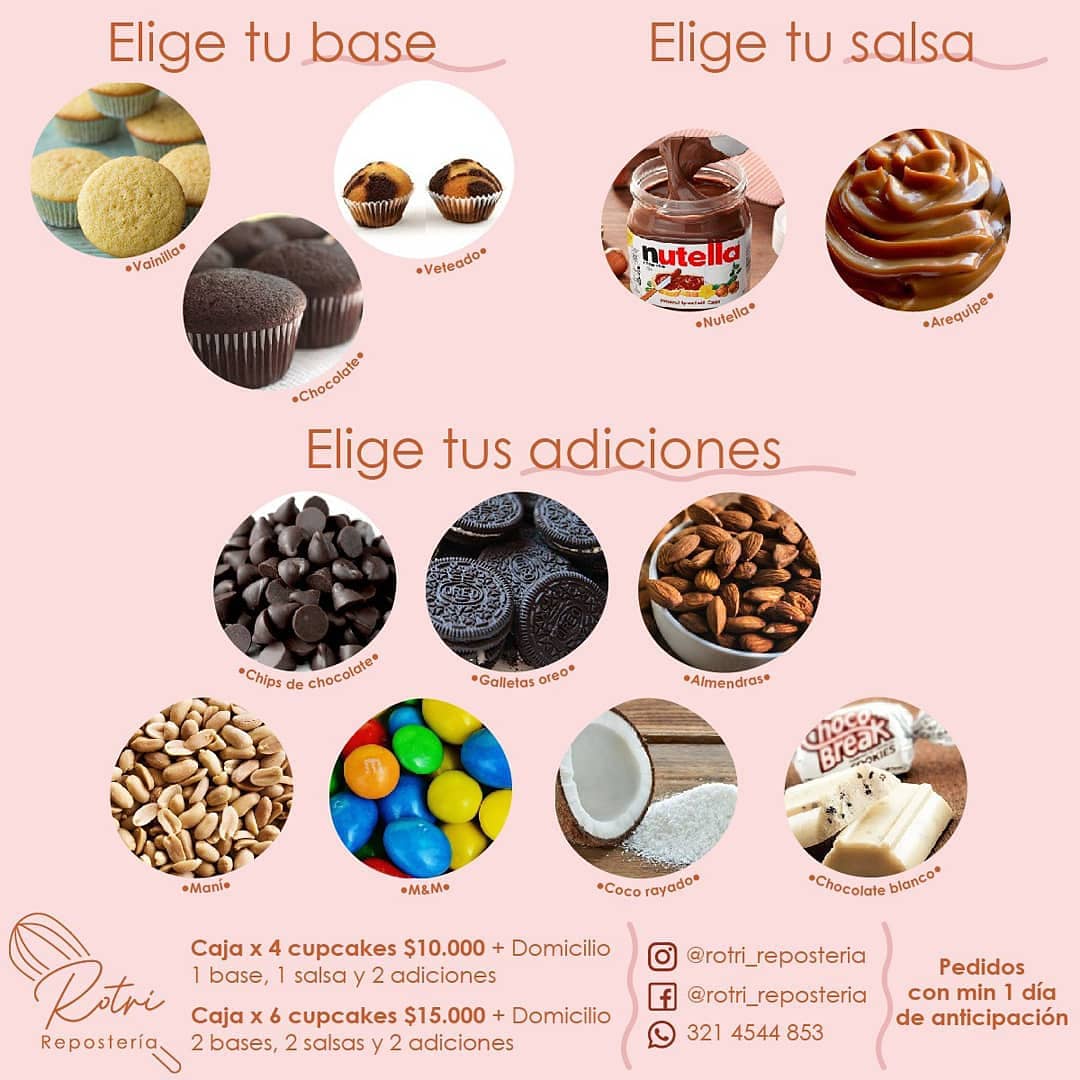 Elige tu base
Elige tu salsa
•Vainilla•
•Veteado•
•Chocolate•
nutella
•Nutella•
•Arequipe•
Elige tus adiciones
OREO
•Chips de chocolate•
•Galletas oreo•
•Almendras•
Choco
Break
COOKIES
•Maní•
•M&M•
•Coco rayado•
•Chocolate blanco•
Rotri
Repostería
Caja x 4 cupcakes $10.000 + Domicilio
1 base, 1 salsa y 2 adiciones
Caja x 6 cupcakes $15.000 + Domicilio
2 bases, 2 salsas y 2 adiciones
@rotri_reposteria
@rotri_reposteria
321 4544 853
Pedidos
con min 1 día
de anticipación